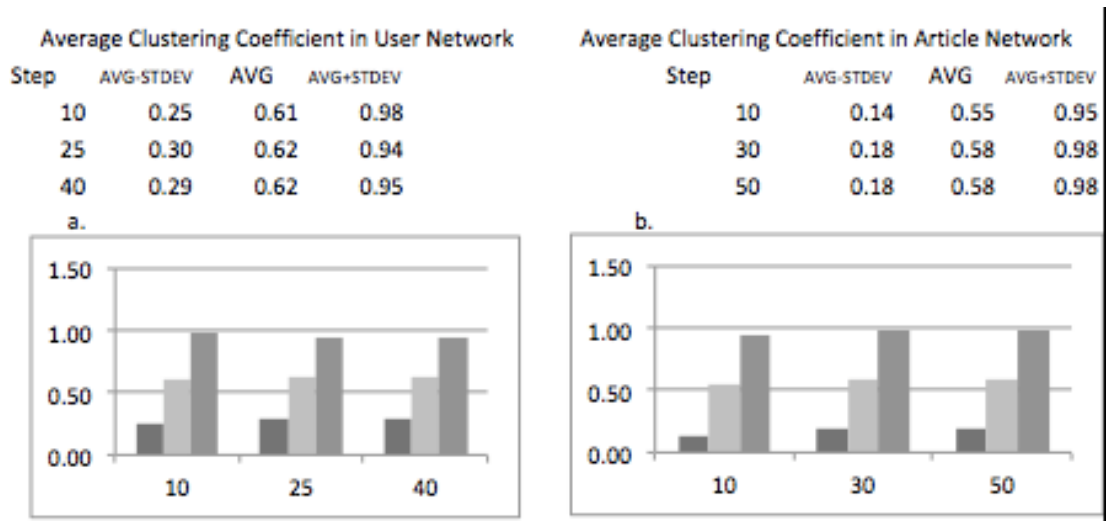 Average Clustering Coefficient in User Network
Step AVG-STDEV AVG AVG+STDEV
10 0.25 0.61 0.98
25 0.30 0.62 0.94
40 0.29 0.62 0.95
a.
1.50
1.00
0.50
0.00
10 25 40
Average Clustering Coefficient in Article Network
Step AVG-STDEV AVG AVG+STDEV
10 0.14 0.55 0.95
30 0.18 0.58 0.98
50 0.18 0.58 0.98
b.
1.50
1.00
0.50
0.00
10 30 50